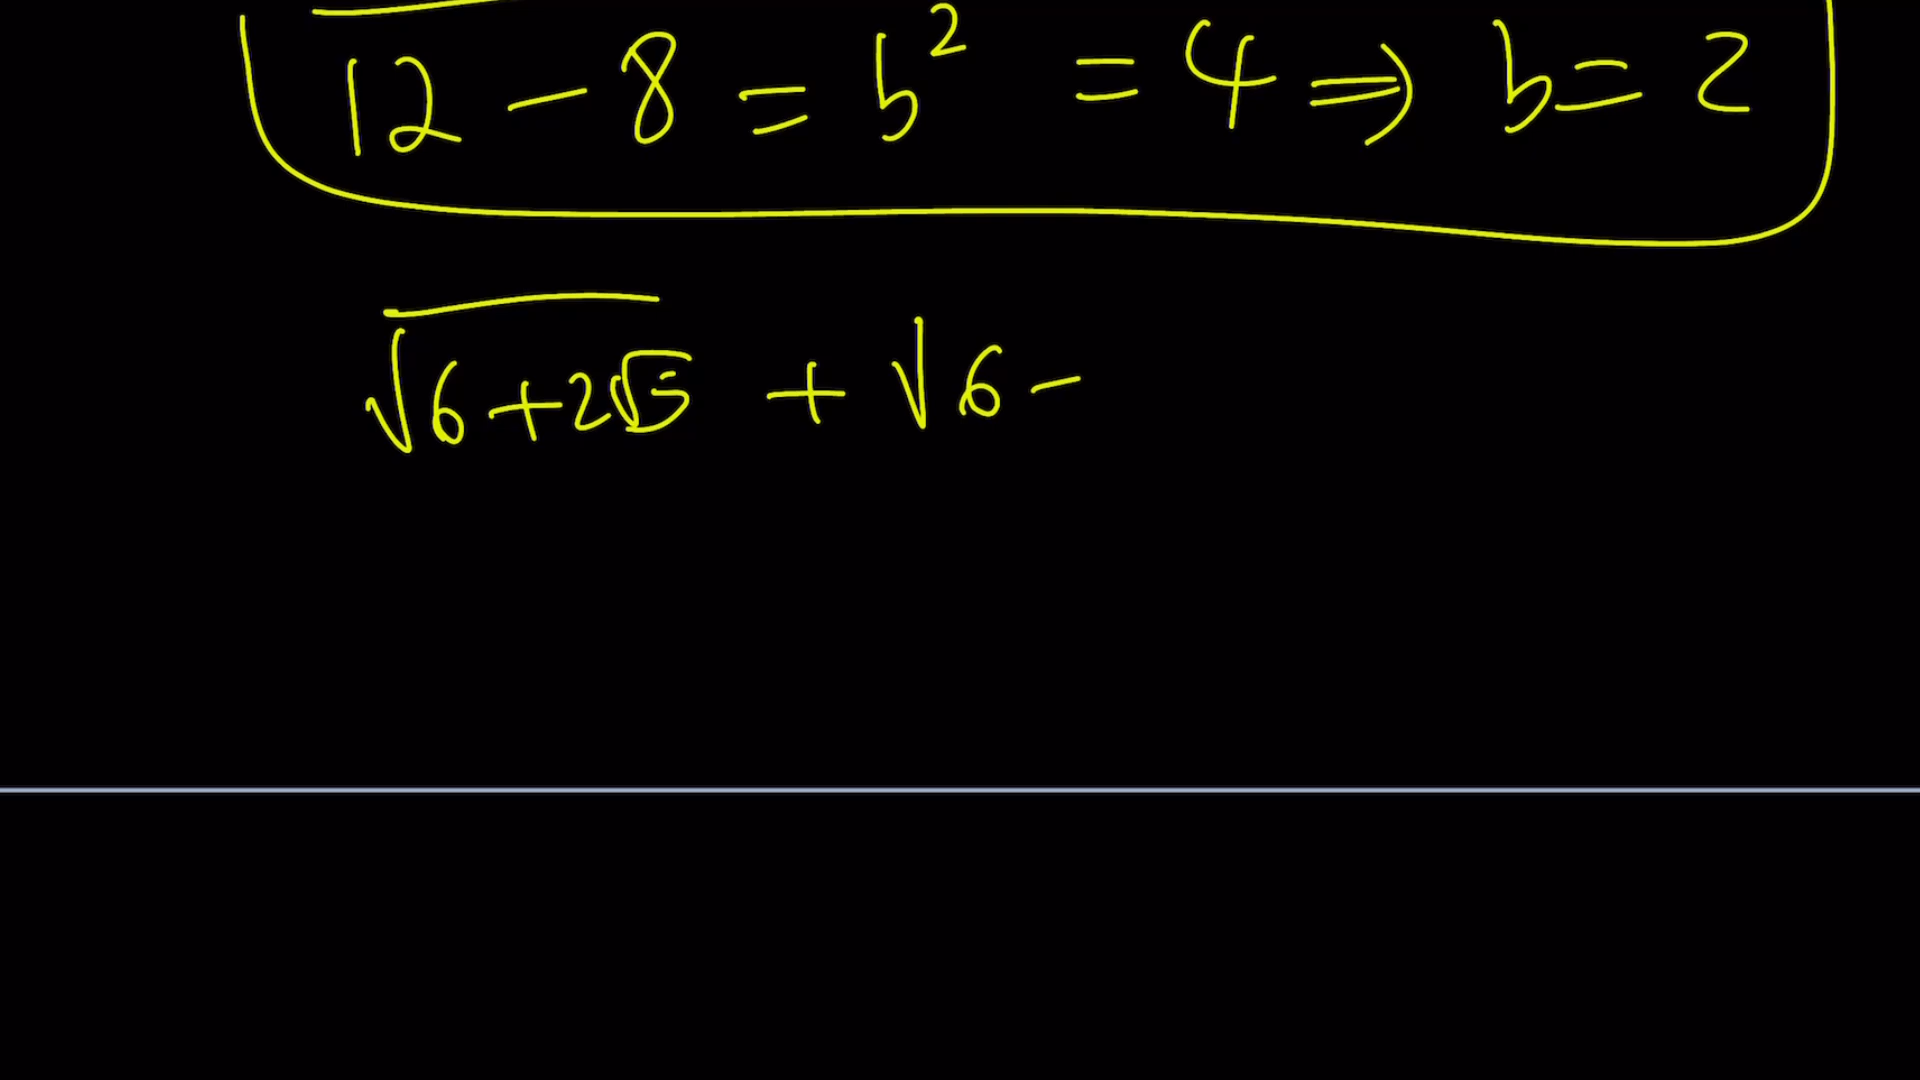 12 - 8 = b² = 4 ⇒ b = 2
√(6+2√5) + √6 -